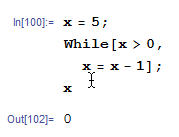 In[100]:= x = 5;
While[x > 0,
x = x - 1];
x
Out[102]= 0